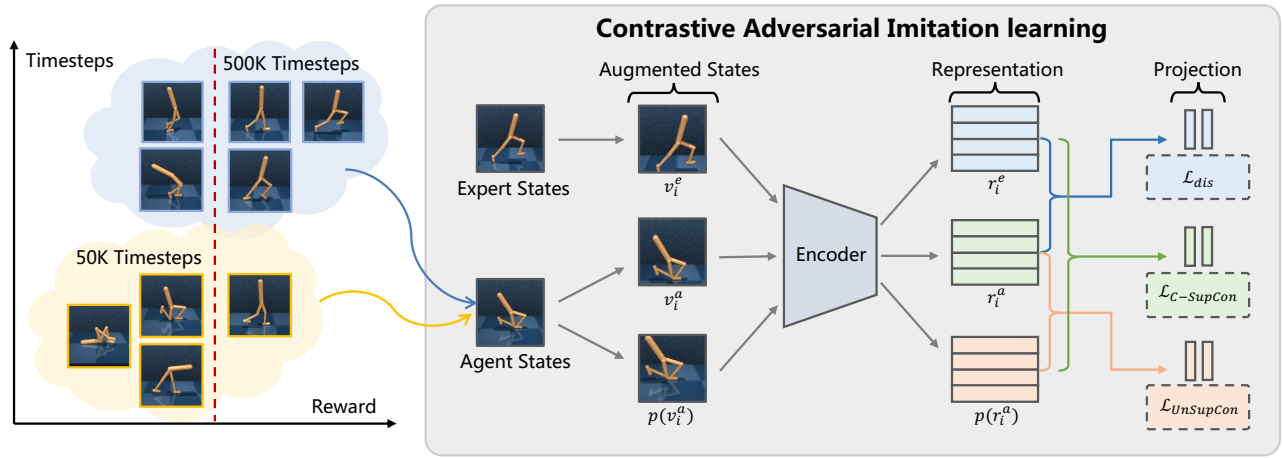 Contrastive Adversarial Imitation learning
Timesteps
500K Timesteps
50K Timesteps
Reward
Augmented States
Representation
Projection
Expert States
Agent States
v_i^e
v_i^a
p(v_i^a)
Encoder
r_i^e
r_i^a
p(r_i^a)
ℒ_dis
ℒ_C−SupCon
ℒ_UnSupCon